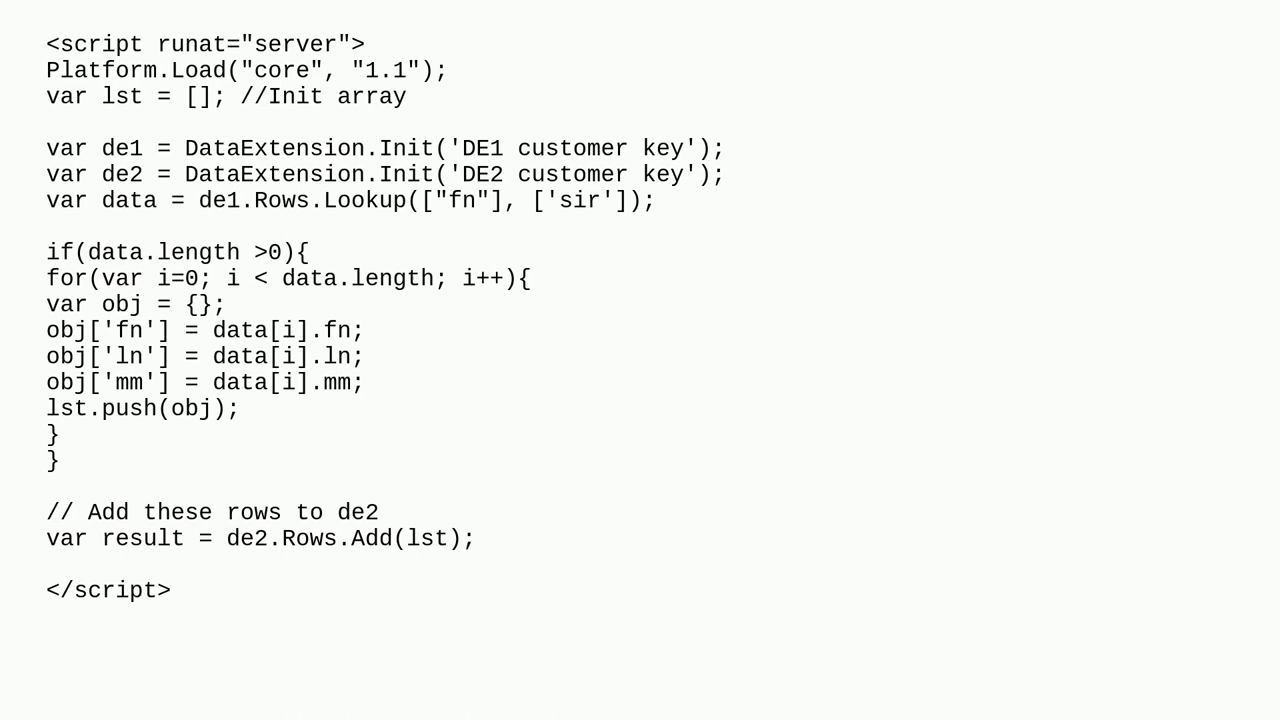 <script runat="server">
Platform.Load("core", "1.1");
var lst = []; //Init array
var de1 = DataExtension.Init('DE1 customer key');
var de2 = DataExtension.Init('DE2 customer key');
var data = de1.Rows.Lookup(["fn"], ['sir']);
if(data.length >0){
for(var i=0; i < data.length; i++){
var obj = {};
obj['fn'] = data[i].fn;
obj['ln'] = data[i].ln;
obj['mm'] = data[i].mm;
lst.push(obj);
}
}
// Add these rows to de2
var result = de2.Rows.Add(lst);
</script>